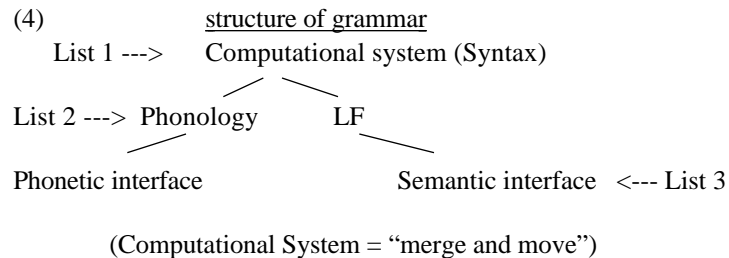 (4) structure of grammar
List 1 ---> Computational system (Syntax)
List 2 ---> Phonology LF
Phonetic interface Semantic interface <--- List 3
(Computational System = “merge and move”)